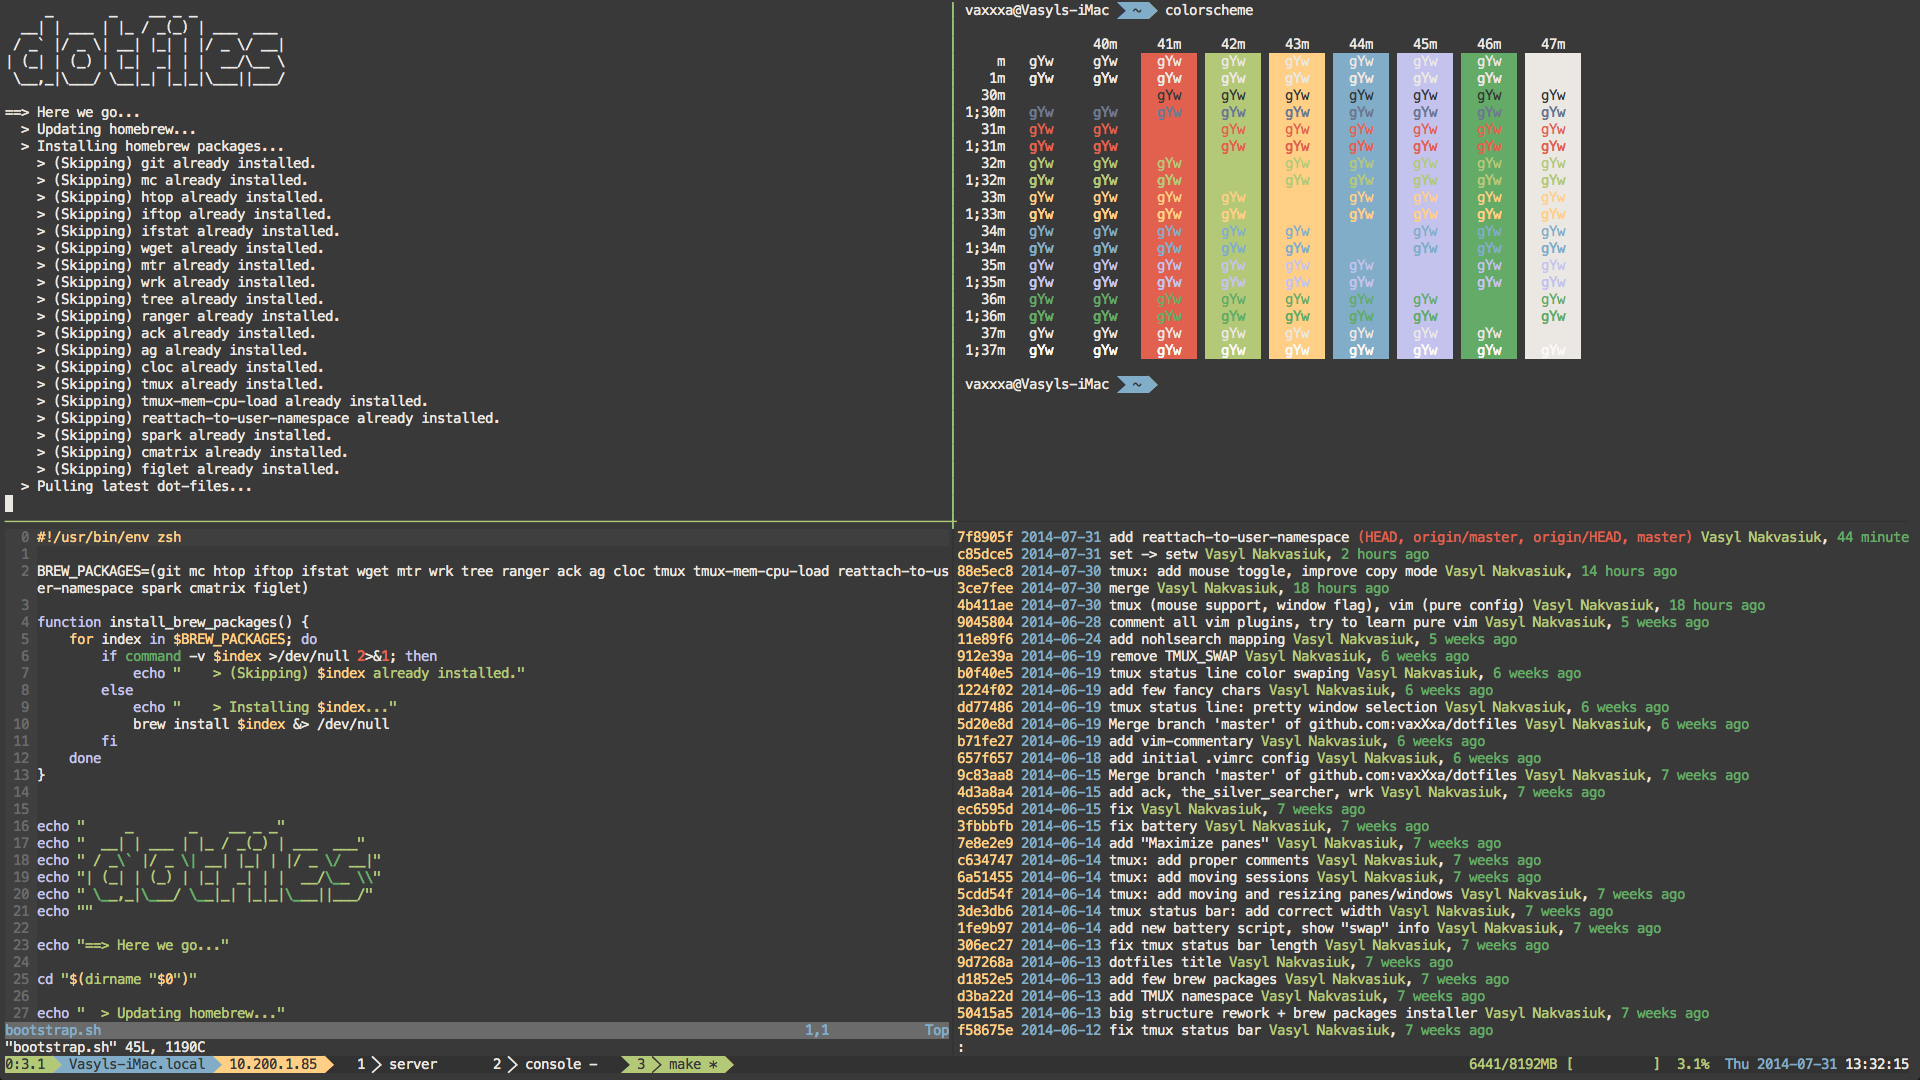 ==> Here we go...
  > Updating homebrew...
  > Installing homebrew packages...
    > (Skipping) git already installed.
    > (Skipping) mc already installed.
    > (Skipping) htop already installed.
    > (Skipping) iftop already installed.
    > (Skipping) ifstat already installed.
    > (Skipping) wget already installed.
    > (Skipping) mtr already installed.
    > (Skipping) wrk already installed.
    > (Skipping) tree already installed.
    > (Skipping) ranger already installed.
    > (Skipping) ack already installed.
    > (Skipping) ag already installed.
    > (Skipping) cloc already installed.
    > (Skipping) tmux already installed.
    > (Skipping) tmux-mem-cpu-load already installed.
    > (Skipping) reattach-to-user-namespace already installed.
    > (Skipping) spark already installed.
    > (Skipping) cmatrix already installed.
    > (Skipping) figlet already installed.
  > Pulling latest dot-files...
vaxxxa@Vasyls-iMac ~ colorscheme
40m 41m 42m 43m 44m 45m 46m 47m
m gYw gYw gYw gYw gYw gYw gYw gYw
1m gYw gYw gYw gYw gYw gYw gYw gYw
30m gYw gYw gYw gYw gYw gYw gYw
1;30m gYw gYw gYw gYw gYw gYw gYw gYw gYw
31m gYw gYw gYw gYw gYw gYw gYw gYw
1;31m gYw gYw gYw gYw gYw gYw gYw gYw
32m gYw gYw gYw gYw gYw gYw gYw gYw
1;32m gYw gYw gYw gYw gYw gYw gYw gYw
33m gYw gYw gYw gYw gYw gYw gYw gYw
1;33m gYw gYw gYw gYw gYw gYw gYw gYw
34m gYw gYw gYw gYw gYw gYw gYw gYw
1;34m gYw gYw gYw gYw gYw gYw gYw gYw
35m gYw gYw gYw gYw gYw gYw gYw gYw
1;35m gYw gYw gYw gYw gYw gYw gYw gYw
36m gYw gYw gYw gYw gYw gYw gYw gYw
1;36m gYw gYw gYw gYw gYw gYw gYw gYw
37m gYw gYw gYw gYw gYw gYw gYw gYw
1;37m gYw gYw gYw gYw gYw gYw gYw gYw gYw
vaxxxa@Vasyls-iMac ~
0 #!/usr/bin/env zsh
1
2 BREW_PACKAGES=(git mc htop iftop ifstat wget mtr wrk tree ranger ack ag cloc tmux tmux-mem-cpu-load reattach-to-us
er-namespace spark cmatrix figlet)
3
4 function install_brew_packages() {
5     for index in $BREW_PACKAGES; do
6         if command -v $index >/dev/null 2>&1; then
7             echo "    > (Skipping) $index already installed."
8         else
9             echo "    > Installing $index..."
10             brew install $index &> /dev/null
11         fi
12     done
13 }
14
15
16 echo "     _       _    __ _ _"
17 echo "  __| | ___ | |_ / _(_) | ___  ___"
18 echo " / _\` |/ _ \| __| |_| | |/ _ \/ __|"
19 echo "| (_| | (_) | |_|  _| | |  __/\__ \\"
20 echo " \__,_|\___/ \__|_| |_|_|\___||___/"
21 echo ""
22
23 echo "==> Here we go..."
24
25 cd "$(dirname "$0")"
26
27 echo "  > Updating homebrew..."
bootstrap.sh 1,1 Top
"bootstrap.sh" 45L, 1190C
7f8905f 2014-07-31 add reattach-to-user-namespace (HEAD, origin/master, origin/HEAD, master) Vasyl Nakvasiuk, 44 minute
c85dce5 2014-07-31 set -> setw Vasyl Nakvasiuk, 2 hours ago
88e5ec8 2014-07-30 tmux: add mouse toggle, improve copy mode Vasyl Nakvasiuk, 14 hours ago
3ce7fee 2014-07-30 merge Vasyl Nakvasiuk, 18 hours ago
4b411ae 2014-07-30 tmux (mouse support, window flag), vim (pure config) Vasyl Nakvasiuk, 18 hours ago
9045804 2014-06-28 comment all vim plugins, try to learn pure vim Vasyl Nakvasiuk, 5 weeks ago
11e89f6 2014-06-24 add nohlsearch mapping Vasyl Nakvasiuk, 5 weeks ago
912e39a 2014-06-19 remove TMUX_SWAP Vasyl Nakvasiuk, 6 weeks ago
b0f40e5 2014-06-19 tmux status line color swaping Vasyl Nakvasiuk, 6 weeks ago
1224f02 2014-06-19 add few fancy chars Vasyl Nakvasiuk, 6 weeks ago
dd77486 2014-06-19 tmux status line: pretty window selection Vasyl Nakvasiuk, 6 weeks ago
5d20e8d 2014-06-19 Merge branch 'master' of github.com:vaxXxa/dotfiles Vasyl Nakvasiuk, 6 weeks ago
b71fe27 2014-06-19 add vim-commentary Vasyl Nakvasiuk, 6 weeks ago
657f657 2014-06-18 add initial .vimrc config Vasyl Nakvasiuk, 6 weeks ago
9c83aa8 2014-06-15 Merge branch 'master' of github.com:vaxXxa/dotfiles Vasyl Nakvasiuk, 7 weeks ago
4d3a8a4 2014-06-15 add ack, the_silver_searcher, wrk Vasyl Nakvasiuk, 7 weeks ago
ec6595d 2014-06-15 fix Vasyl Nakvasiuk, 7 weeks ago
3fbbbfb 2014-06-15 fix battery Vasyl Nakvasiuk, 7 weeks ago
7e8e2e9 2014-06-14 add "Maximize panes" Vasyl Nakvasiuk, 7 weeks ago
c634747 2014-06-14 tmux: add proper comments Vasyl Nakvasiuk, 7 weeks ago
6a51455 2014-06-14 tmux: add moving sessions Vasyl Nakvasiuk, 7 weeks ago
5cdd54f 2014-06-14 tmux: add moving and resizing panes/windows Vasyl Nakvasiuk, 7 weeks ago
3de3db6 2014-06-14 tmux status bar: add correct width Vasyl Nakvasiuk, 7 weeks ago
1fe9b97 2014-06-14 add new battery script, show "swap" info Vasyl Nakvasiuk, 7 weeks ago
306ec27 2014-06-13 fix tmux status bar length Vasyl Nakvasiuk, 7 weeks ago
9d7268a 2014-06-13 dotfiles title Vasyl Nakvasiuk, 7 weeks ago
d1852e5 2014-06-13 add few brew packages Vasyl Nakvasiuk, 7 weeks ago
d3ba22d 2014-06-13 add TMUX namespace Vasyl Nakvasiuk, 7 weeks ago
50415a5 2014-06-13 big structure rework + brew packages installer Vasyl Nakvasiuk, 7 weeks ago
f58675e 2014-06-12 fix tmux status bar Vasyl Nakvasiuk, 7 weeks ago
:
0:3.1 Vasyls-iMac.local 10.200.1.85 1 server 2 console - 3 make * 6441/8192MB [ ] 3.1% Thu 2014-07-31 13:32:15